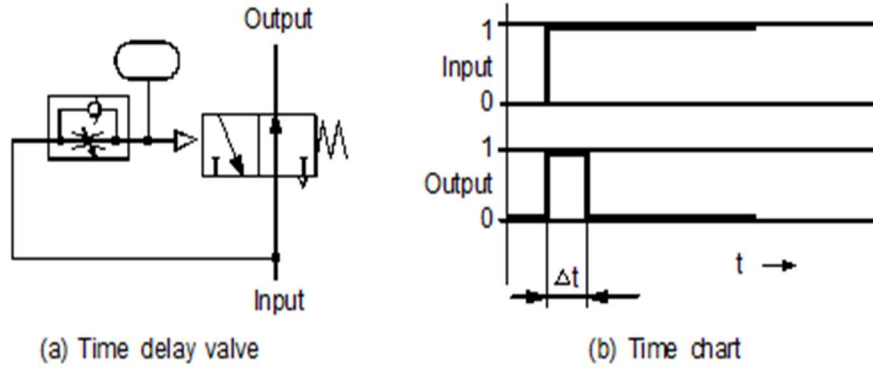 Output
Input
(a) Time delay valve
1
Input
0
1
Output
0
Δt
t
(b) Time chart